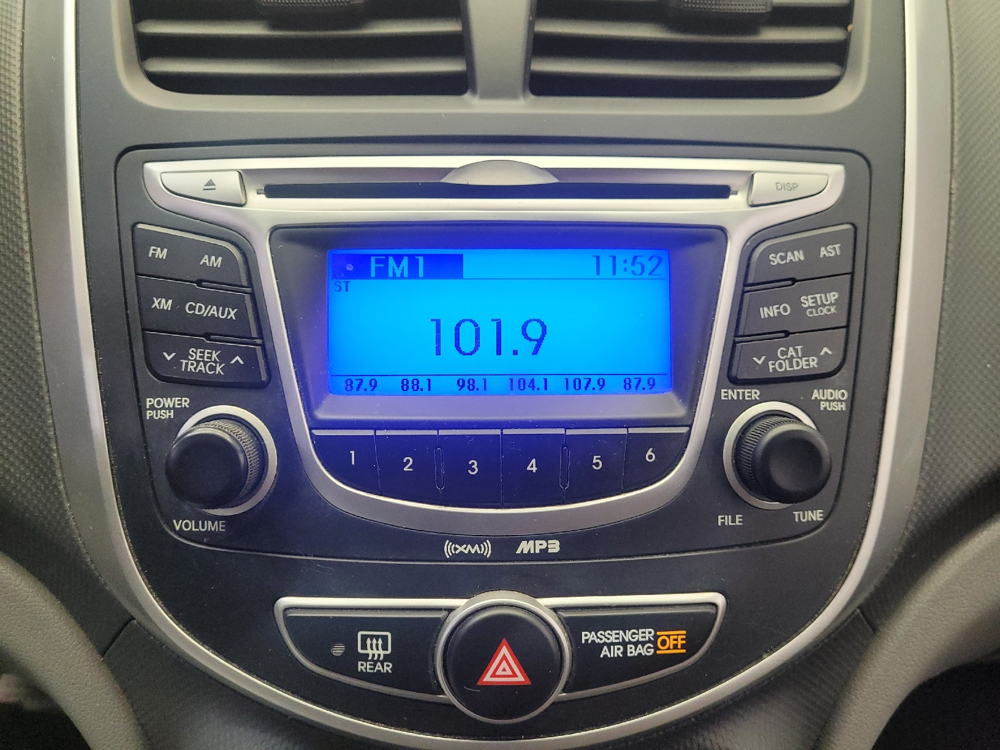 DISP
FM AM
SCAN AST
FM1 11:52
ST
XM CD/AUX
INFO SETUP
CLOCK
101.9
SEEK
TRACK
CAT
FOLDER
87.9 88.1 98.1 104.1 107.9 87.9
POWER
PUSH
ENTER AUDIO
PUSH
1 2 3 4 5 6
VOLUME
FILE TUNE
((XM)) MP3
REAR
PASSENGER
AIR BAG OFF